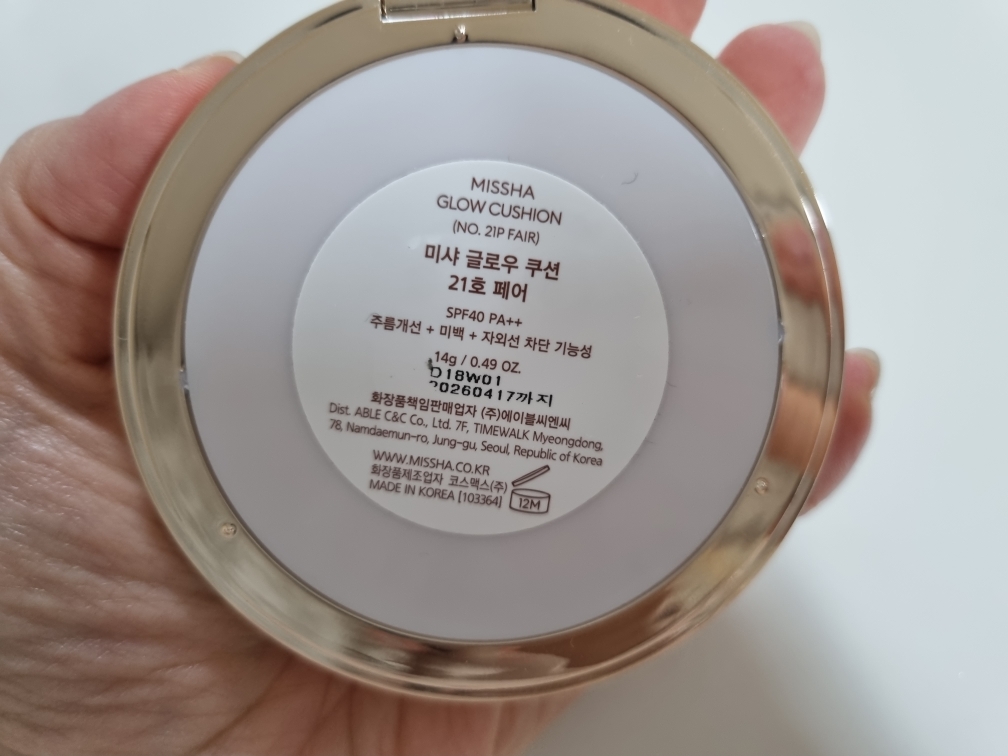 MISSHA
GLOW CUSHION
(NO. 21P FAIR)
미샤 글로우 쿠션
21호 페어
SPF40 PA++
주름개선 + 미백 + 자외선 차단 기능성
14g / 0.49 OZ.
D18W01
20260417까지
화장품책임판매업자 (주)에이블씨엔씨
Dist. ABLE C&C Co., Ltd. 7F, TIMEWALK Myeongdong,
78, Namdaemun-ro, Jung-gu, Seoul, Republic of Korea
WWW.MISSHA.CO.KR
화장품제조업자 코스맥스(주)
MADE IN KOREA [103364]
12M